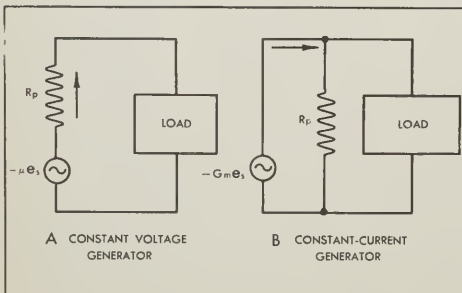 Rp
LOAD
-μes
A CONSTANT VOLTAGE
GENERATOR
Rp
LOAD
-Gmes
B CONSTANT-CURRENT
GENERATOR